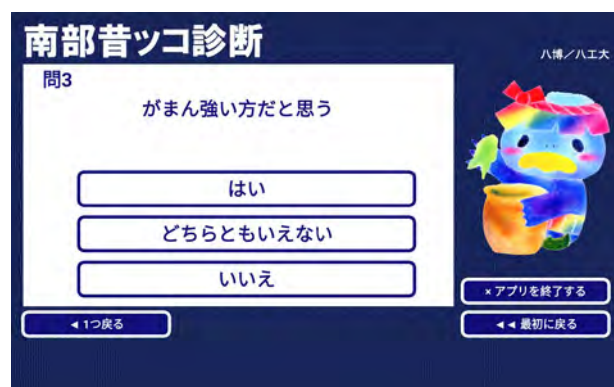 南部昔ッコ診断
八博／八工大
問3
がまん強い方だと思う
はい
どちらともいえない
いいえ
×アプリを終了する
◀1つ戻る
◀◀最初に戻る